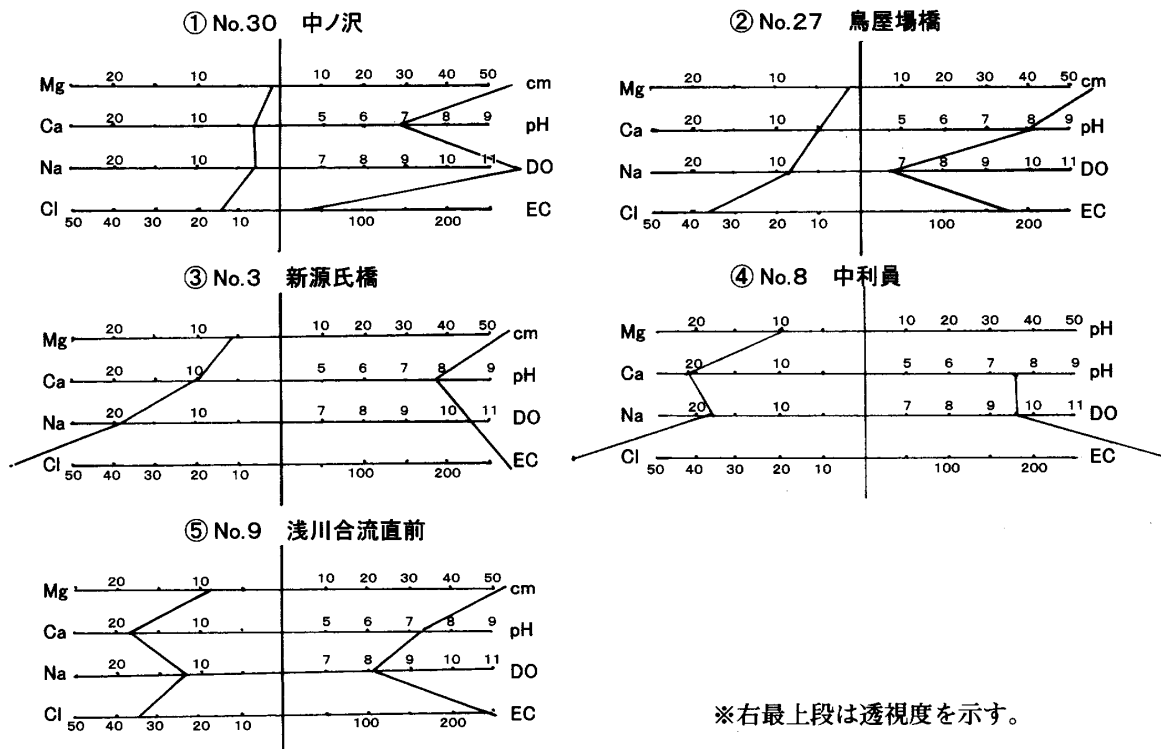 ① No.30 中ノ沢
Mg 20 10 10 20 30 40 50 cm
Ca 20 10 5 6 7 8 9 pH
Na 20 10 7 8 9 10 11 DO
Cl 50 40 30 20 10 100 200 EC
② No.27 鳥屋場橋
Mg 20 10 10 20 30 40 50 cm
Ca 20 10 5 6 7 8 9 pH
Na 20 10 7 8 9 10 11 DO
Cl 50 40 30 20 10 100 200 EC
③ No.3 新源氏橋
Mg 20 10 10 20 30 40 50 cm
Ca 20 10 5 6 7 8 9 pH
Na 20 10 7 8 9 10 11 DO
Cl 50 40 30 20 10 100 200 EC
④ No.8 中利員
Mg 20 10 10 20 30 40 50 pH
Ca 20 10 5 6 7 8 9 pH
Na 20 10 7 8 9 10 11 DO
Cl 50 40 30 20 10 100 200 EC
⑤ No.9 浅川合流直前
Mg 20 10 10 20 30 40 50 cm
Ca 20 10 5 6 7 8 9 pH
Na 20 10 7 8 9 10 11 DO
Cl 50 40 30 20 10 100 200 EC
※右最上段は透視度を示す。